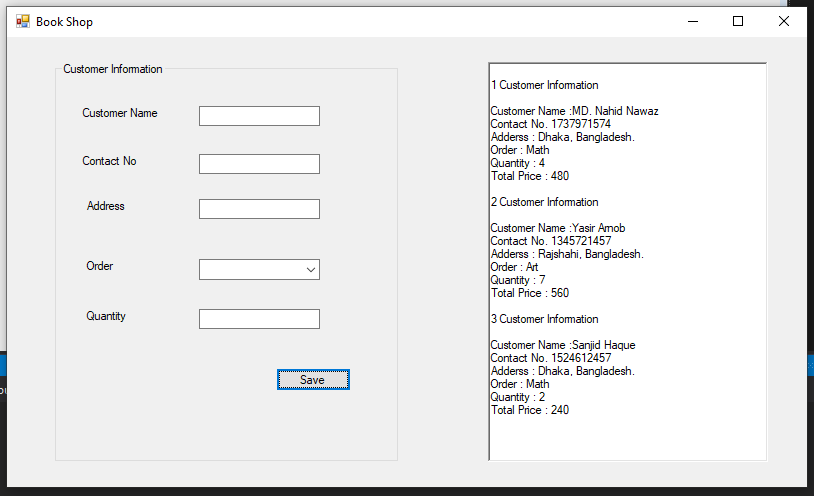 Book Shop
Customer Information
Customer Name
Contact No
Address
Order
Quantity
Save
1 Customer Information
Customer Name :MD. Nahid Nawaz
Contact No. 1737971574
Adderss : Dhaka, Bangladesh.
Order : Math
Quantity : 4
Total Price : 480
2 Customer Information
Customer Name :Yasir Arnob
Contact No. 1345721457
Adderss : Rajshahi, Bangladesh.
Order : Art
Quantity : 7
Total Price : 560
3 Customer Information
Customer Name :Sanjid Haque
Contact No. 1524612457
Adderss : Dhaka, Bangladesh.
Order : Math
Quantity : 2
Total Price : 240